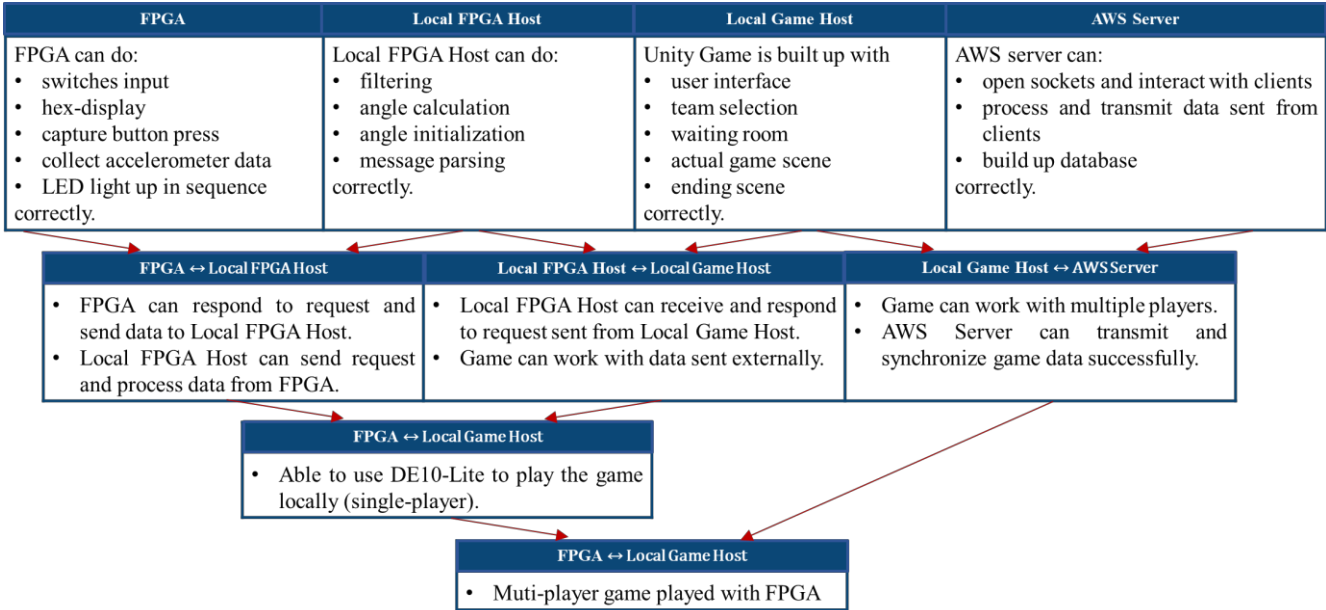 FPGA
FPGA can do:
• switches input
• hex-display
• capture button press
• collect accelerometer data
• LED light up in sequence
correctly.
Local FPGA Host
Local FPGA Host can do:
• filtering
• angle calculation
• angle initialization
• message parsing
correctly.
Local Game Host
Unity Game is built up with
• user interface
• team selection
• waiting room
• actual game scene
• ending scene
correctly.
AWS Server
AWS server can:
• open sockets and interact with clients
• process and transmit data sent from
clients
• build up database
correctly.
FPGA ↔ Local FPGA Host
• FPGA can respond to request and
send data to Local FPGA Host.
• Local FPGA Host can send request
and process data from FPGA.
Local FPGA Host ↔ Local Game Host
• Local FPGA Host can receive and respond
to request sent from Local Game Host.
• Game can work with data sent externally.
Local Game Host ↔ AWS Server
• Game can work with multiple players.
• AWS Server can transmit and
synchronize game data successfully.
FPGA ↔ Local Game Host
• Able to use DE10-Lite to play the game
locally (single-player).
FPGA ↔ Local Game Host
• Muti-player game played with FPGA